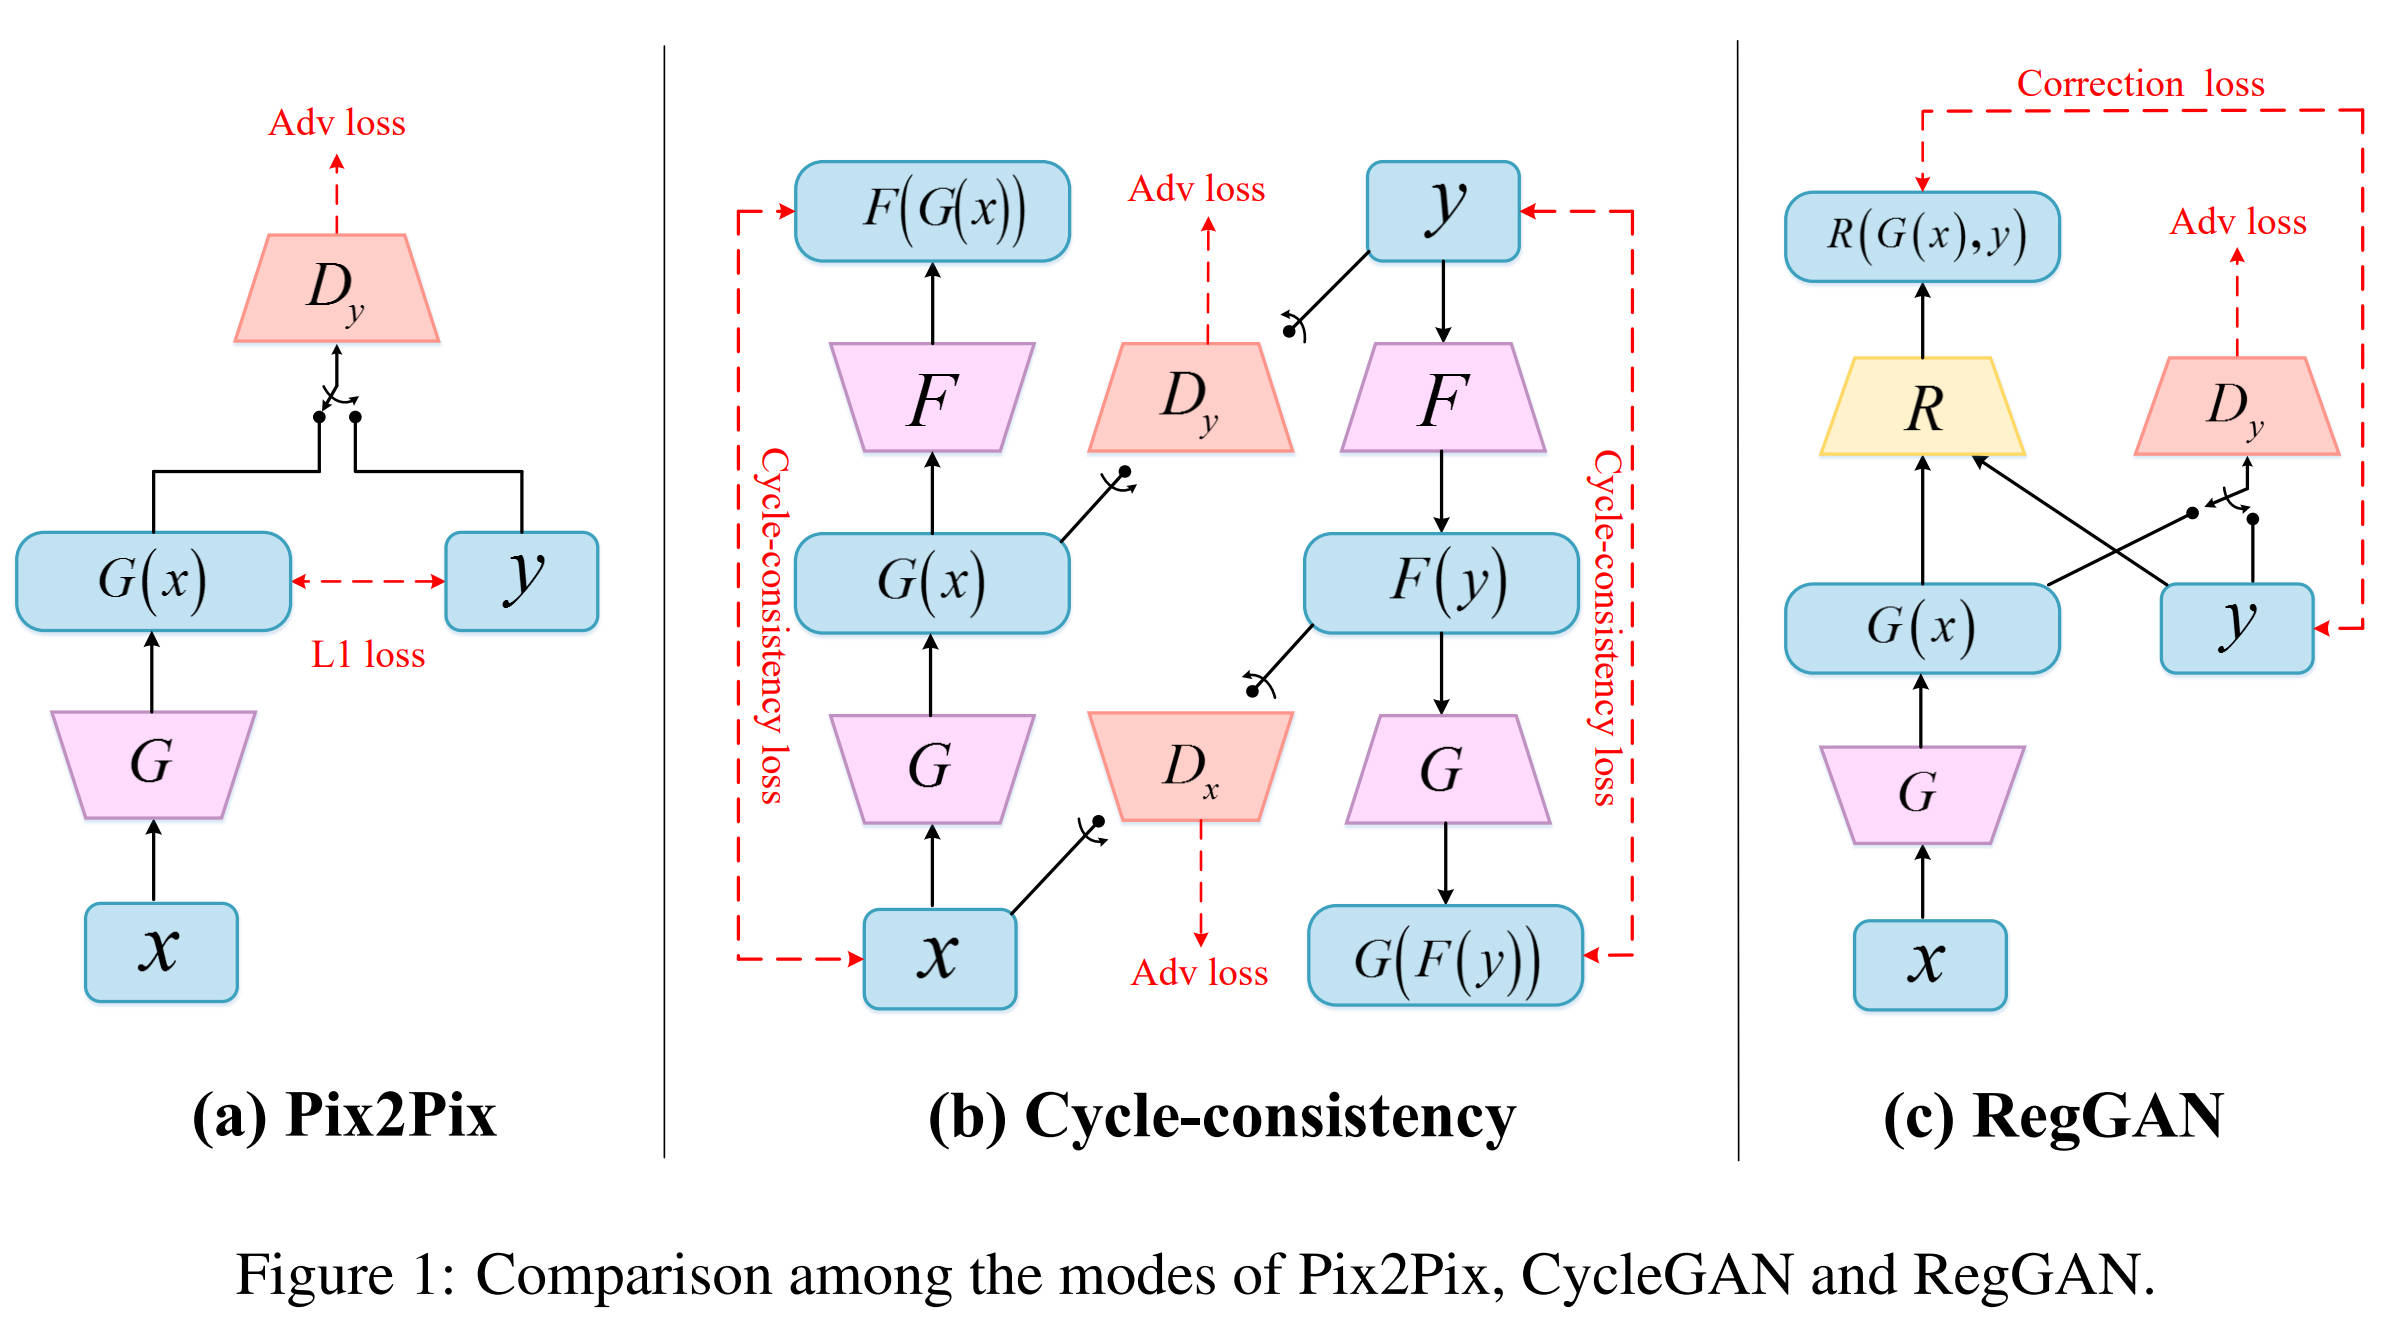 Adv loss
D_y
G(x)
y
L1 loss
G
x
(a) Pix2Pix
F(G(x))
Adv loss
y
F
D_y
F
Cycle-consistency loss
Cycle-consistency loss
G(x)
F(y)
G
D_x
G
x
Adv loss
G(F(y))
(b) Cycle-consistency
Correction loss
R(G(x),y)
Adv loss
R
D_y
G(x)
y
G
x
(c) RegGAN
Figure 1: Comparison among the modes of Pix2Pix, CycleGAN and RegGAN.